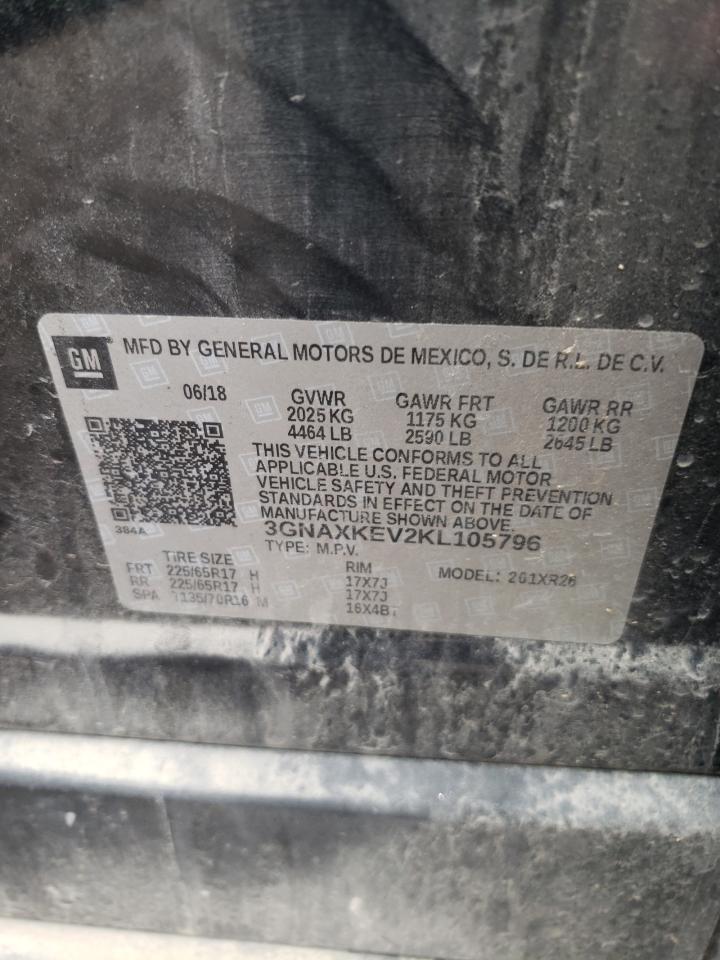 GM
MFD BY GENERAL MOTORS DE MEXICO, S. DE R.L. DE C.V.
06/18 GVWR GAWR FRT GAWR RR
2025 KG 1175 KG 1200 KG
4464 LB 2590 LB 2645 LB
THIS VEHICLE CONFORMS TO ALL
APPLICABLE U.S. FEDERAL MOTOR
VEHICLE SAFETY AND THEFT PREVENTION
STANDARDS IN EFFECT ON THE DATE OF
MANUFACTURE SHOWN ABOVE.
384A
3GNAXKEV2KL105796
TYPE: M.P.V.
TIRE SIZE RIM MODEL: 2G1XR26
FRT 225/65R17 H 17X7J
RR 225/65R17 H 17X7J
SPA T135/70R16 M 16X4BT